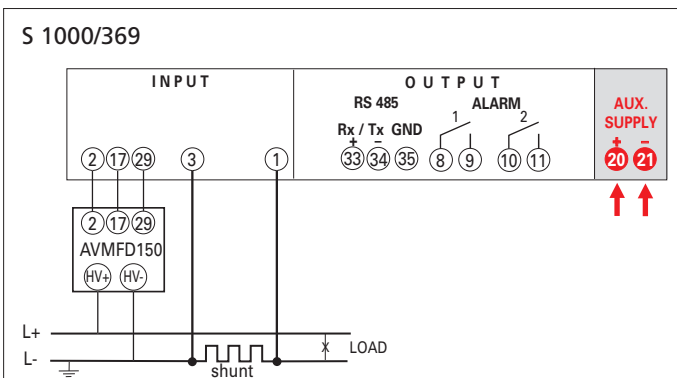 S 1000/369
INPUT
OUTPUT
RS 485
ALARM
AUX.
SUPPLY
1
2
Rx / Tx GND
+ −
+ −
2 17 29 3 1
33 34 35 8 9 10 11
20 21
2 17 29
AVMFD150
HV+ HV-
L+
X LOAD
L-
shunt